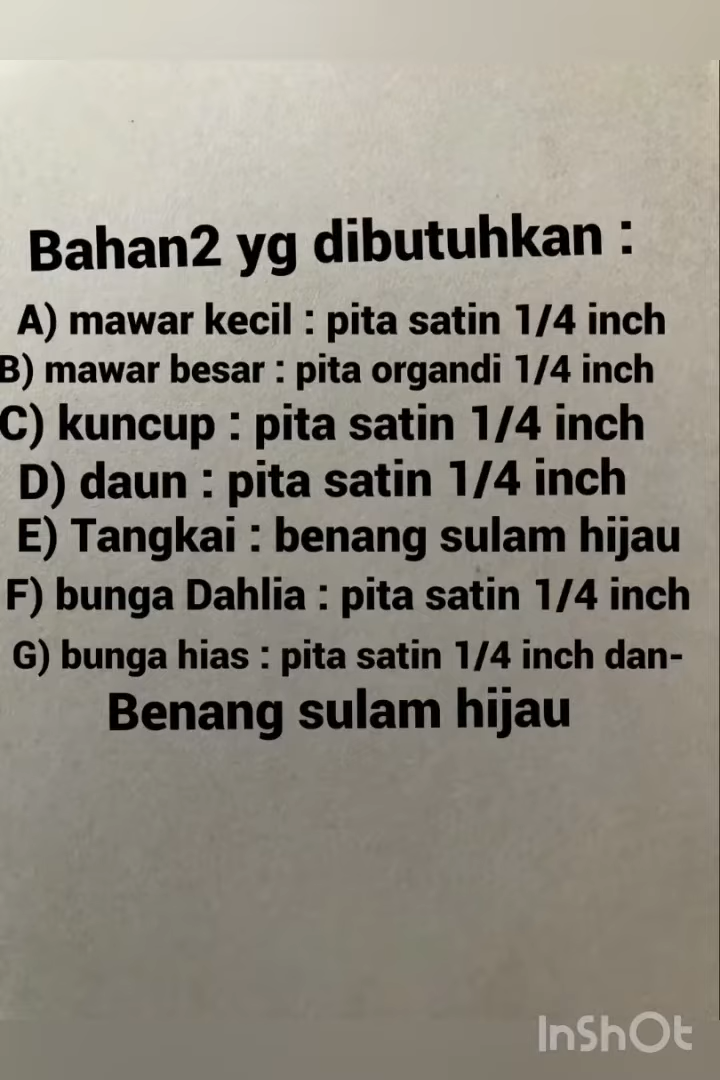 Bahan2 yg dibutuhkan :
A) mawar kecil : pita satin 1/4 inch
B) mawar besar : pita organdi 1/4 inch
C) kuncup : pita satin 1/4 inch
D) daun : pita satin 1/4 inch
E) Tangkai : benang sulam hijau
F) bunga Dahlia : pita satin 1/4 inch
G) bunga hias : pita satin 1/4 inch dan-
Benang sulam hijau
InShOt